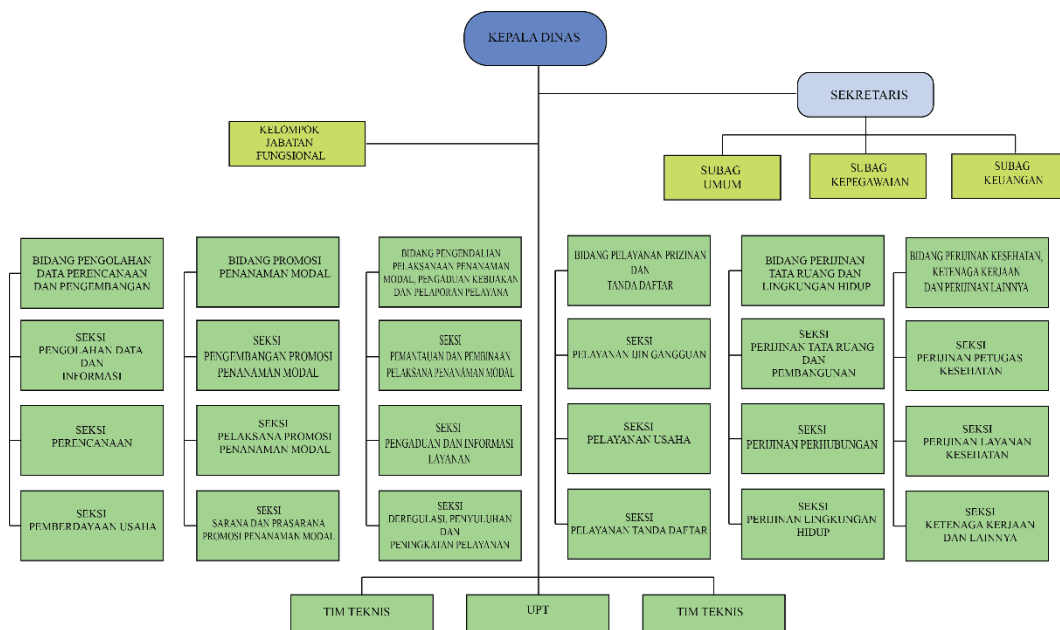 KEPALA DINAS
SEKRETARIS
KELOMPOK
JABATAN
FUNGSIONAL
SUBAG
UMUM
SUBAG
KEPEGAWAIAN
SUBAG
KEUANGAN
BIDANG PENGOLAHAN
DATA PERENCANAAN
DAN PENGEMBANGAN
BIDANG PROMOSI
PENANAMAN MODAL
BIDANG PENGENDALIAN
PELAKSANAAN PENANAMAN
MODAL, PENGADUAN KEBIJAKAN
DAN PELAPORAN PELAYANA
BIDANG PELAYANAN PRIZINAN
DAN
TANDA DAFTAR
BIDANG PERIJINAN
TATA RUANG DAN
LINGKUNGAN HIDUP
BIDANG PERIJINAN KESEHATAN,
KETENAGA KERJAAN
DAN PERIJINAN LAINNYA
SEKSI
PENGOLAHAN DATA
DAN
INFORMASI
SEKSI
PENGEMBANGAN PROMOSI
PENANAMAN MODAL
SEKSI
PEMANTAUAN DAN PEMBINAAN
PELAKSANA PENANAMAN MODAL
SEKSI
PELAYANAN IJIN GANGGUAN
SEKSI
PERIJINAN TATA RUANG
DAN
PEMBANGUNAN
SEKSI
PERIJINAN PETUGAS
KESEHATAN
SEKSI
PERENCANAAN
SEKSI
PELAKSANA PROMOSI
PENANAMAN MODAL
SEKSI
PENGADUAN DAN INFORMASI
LAYANAN
SEKSI
PELAYANAN USAHA
SEKSI
PERIJINAN PERHUBUNGAN
SEKSI
PERIJINAN LAYANAN
KESEHATAN
SEKSI
PEMBERDAYAAN USAHA
SEKSI
SARANA DAN PRASARANA
PROMOSI PENANAMAN MODAL
SEKSI
DEREGULASI, PENYULUHAN
DAN
PENINGKATAN PELAYANAN
SEKSI
PELAYANAN TANDA DAFTAR
SEKSI
PERIJINAN LINGKUNGAN
HIDUP
SEKSI
KETENAGA KERJAAN
DAN LAINNYA
TIM TEKNIS
UPT
TIM TEKNIS